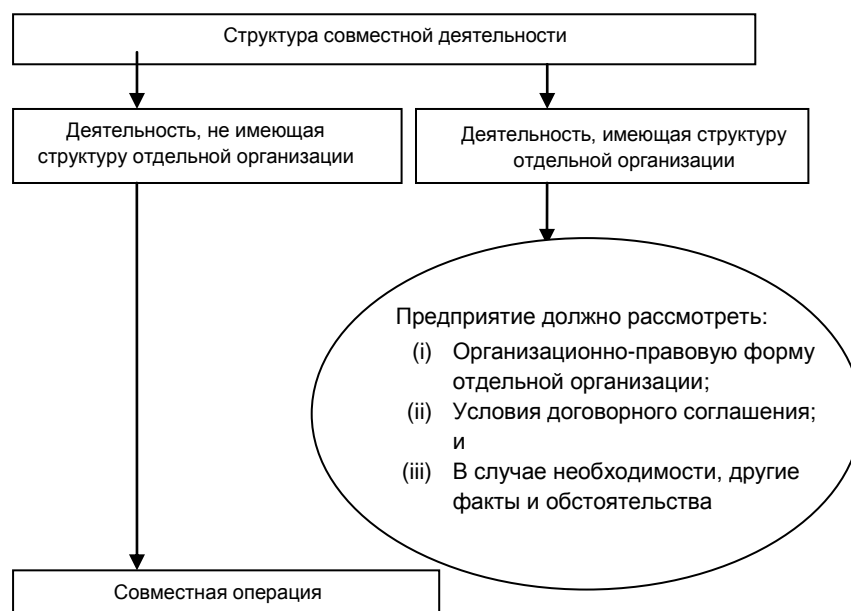 Структура совместной деятельности
Деятельность, не имеющая
структуру отдельной организации
Деятельность, имеющая структуру
отдельной организации
Предприятие должно рассмотреть:
(i) Организационно-правовую форму
отдельной организации;
(ii) Условия договорного соглашения;
и
(iii) В случае необходимости, другие
факты и обстоятельства
Совместная операция